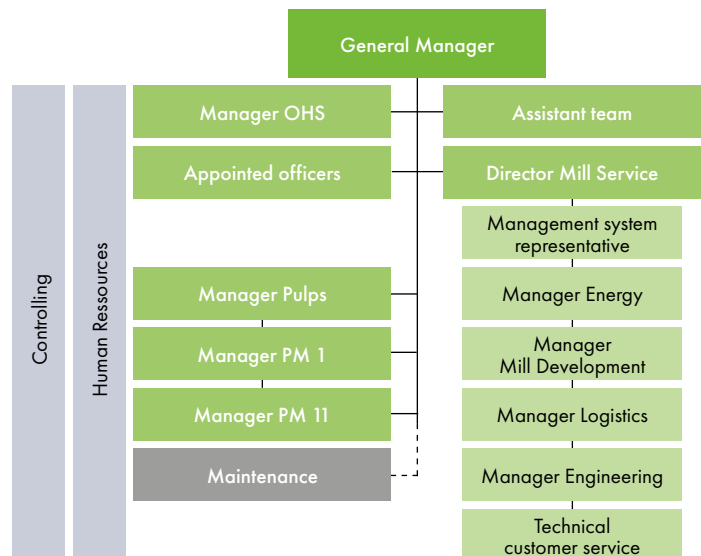 General Manager
Controlling
Human Ressources
Manager OHS
Assistant team
Appointed officers
Director Mill Service
Management system
representative
Manager Pulps
Manager Energy
Manager PM 1
Manager
Mill Development
Manager PM 11
Manager Logistics
Maintenance
Manager Engineering
Technical
customer service